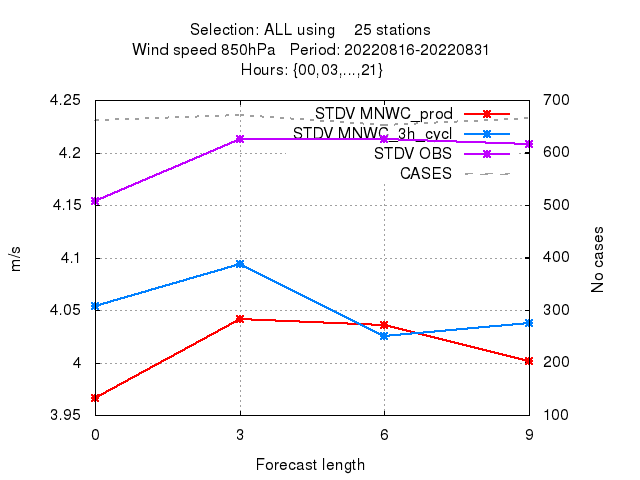 Selection: ALL using 25 stations
Wind speed 850hPa Period: 20220816-20220831
Hours: {00,03,...,21}
4.25
4.2
4.15
4.1
4.05
4
3.95
m/s
STDV MNWC_prod
STDV MNWC_3h_cycl
STDV OBS
CASES
700
600
500
400
300
200
100
No cases
0 3 6 9
Forecast length